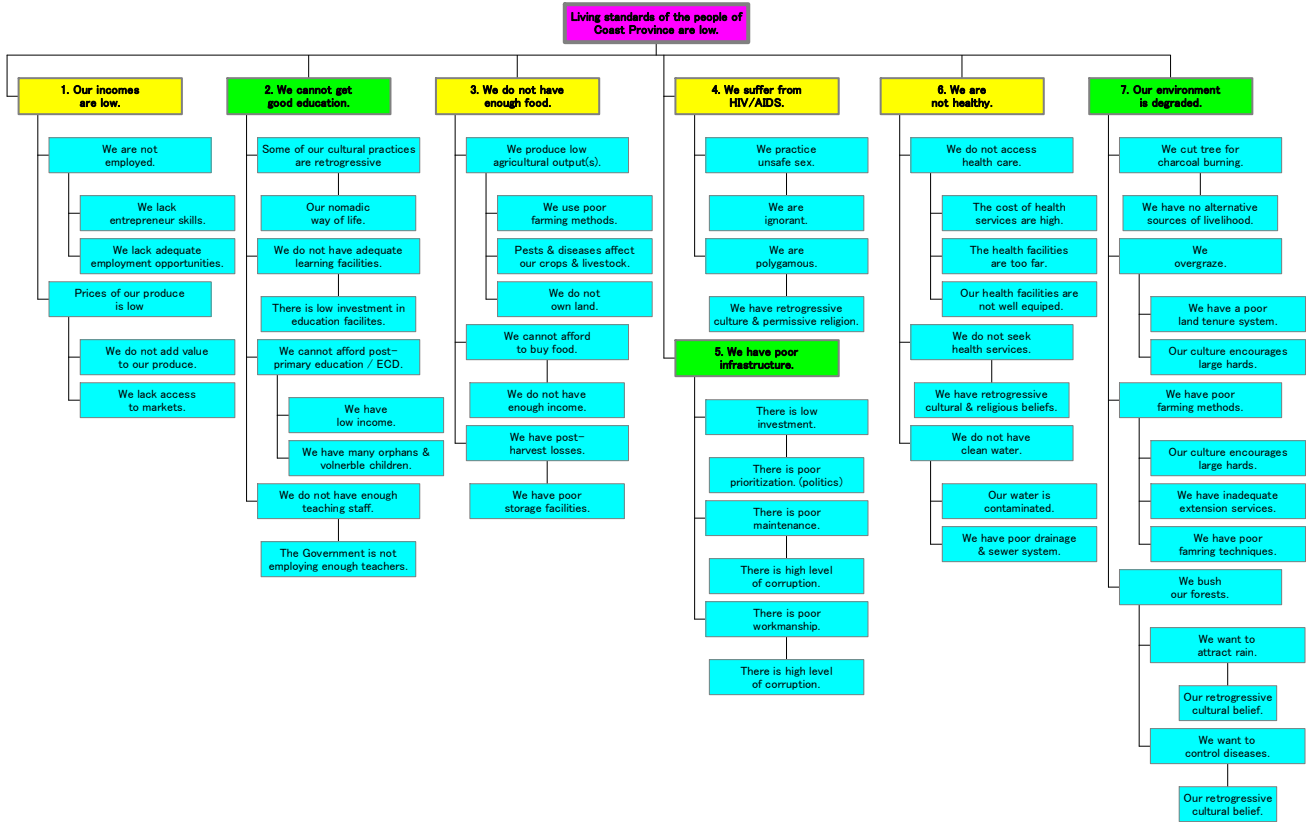 Living standards of the people of
Coast Province are low.
1. Our incomes
are low.
We are not
employed.
We lack
entrepreneur skills.
We lack adequate
employment opportunities.
Prices of our produce
is low
We do not add value
to our produce.
We lack access
to markets.
2. We cannot get
good education.
Some of our cultural practices
are retrogressive
Our nomadic
way of life.
We do not have adequate
learning facilities.
There is low investment in
education facilites.
We cannot afford post-
primary education / ECD.
We have
low income.
We have many orphans &
volnerble children.
We do not have enough
teaching staff.
The Government is not
employing enough teachers.
3. We do not have
enough food.
We produce low
agricultural output(s).
We use poor
farming methods.
Pests & diseases affect
our crops & livestock.
We do not
own land.
We cannot afford
to buy food.
We do not have
enough income.
We have post-
harvest losses.
We have poor
storage facilities.
4. We suffer from
HIV/AIDS.
We practice
unsafe sex.
We are
ignorant.
We are
polygamous.
We have retrogressive
culture & permissive religion.
5. We have poor
infrastructure.
There is low
investment.
There is poor
prioritization. (politics)
There is poor
maintenance.
There is high level
of corruption.
There is poor
workmanship.
There is high level
of corruption.
6. We are
not healthy.
We do not access
health care.
The cost of health
services are high.
The health facilities
are too far.
Our health facilities are
not well equiped.
We do not seek
health services.
We have retrogressive
cultural & religious beliefs.
We do not have
clean water.
Our water is
contaminated.
We have poor drainage
& sewer system.
7. Our environment
is degraded.
We cut tree for
charcoal burning.
We have no alternative
sources of livelihood.
We
overgraze.
We have a poor
land tenure system.
Our culture encourages
large hards.
We have poor
farming methods.
Our culture encourages
large hards.
We have inadequate
extension services.
We have poor
famring techniques.
We bush
our forests.
We want to
attract rain.
Our retrogressive
cultural belief.
We want to
control diseases.
Our retrogressive
cultural belief.